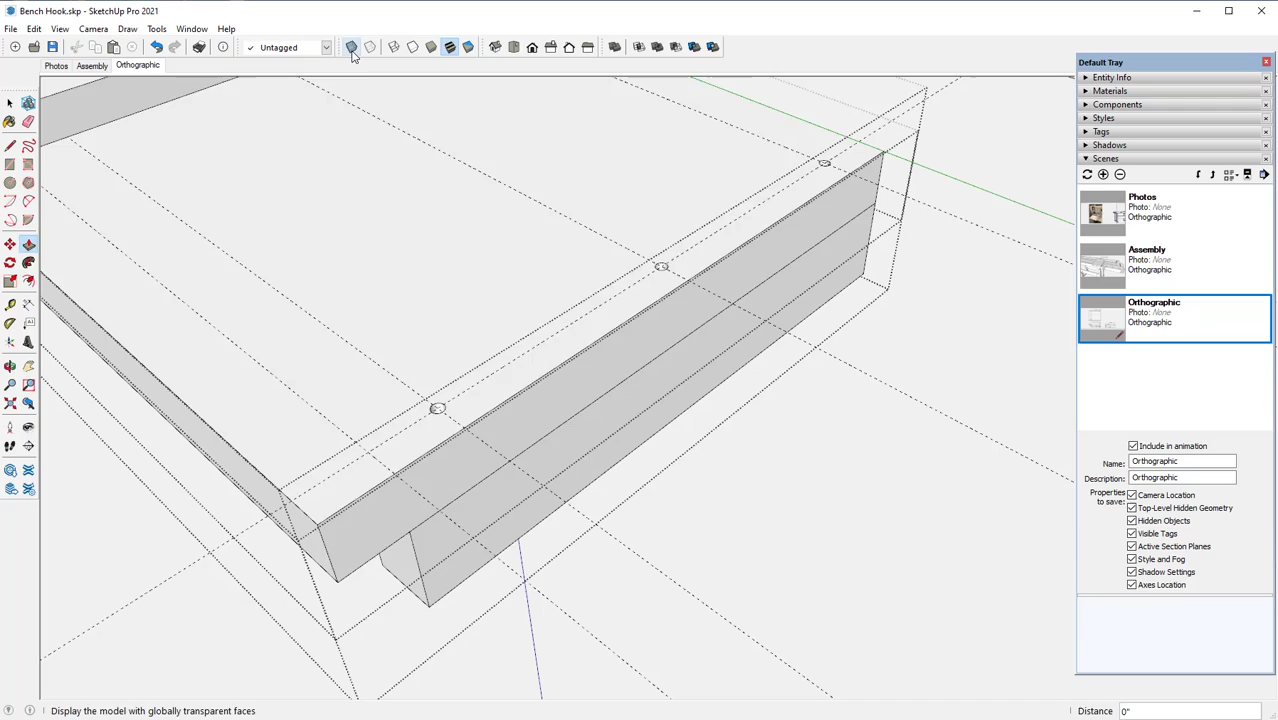 Bench Hook.skp - SketchUp Pro 2021
File Edit View Camera Draw Tools Window Help
Untagged
Photos Assembly Orthographic
Default Tray
Entity Info
Materials
Components
Styles
Tags
Shadows
Scenes
Photos
Photo: None
Orthographic
Assembly
Photo: None
Orthographic
Orthographic
Photo: None
Orthographic
Include in animation
Name: Orthographic
Description: Orthographic
Properties to save:
Camera Location
Top-Level Hidden Geometry
Hidden Objects
Visible Tags
Active Section Planes
Style and Fog
Shadow Settings
Axes Location
Display the model with globally transparent faces
Distance 0"